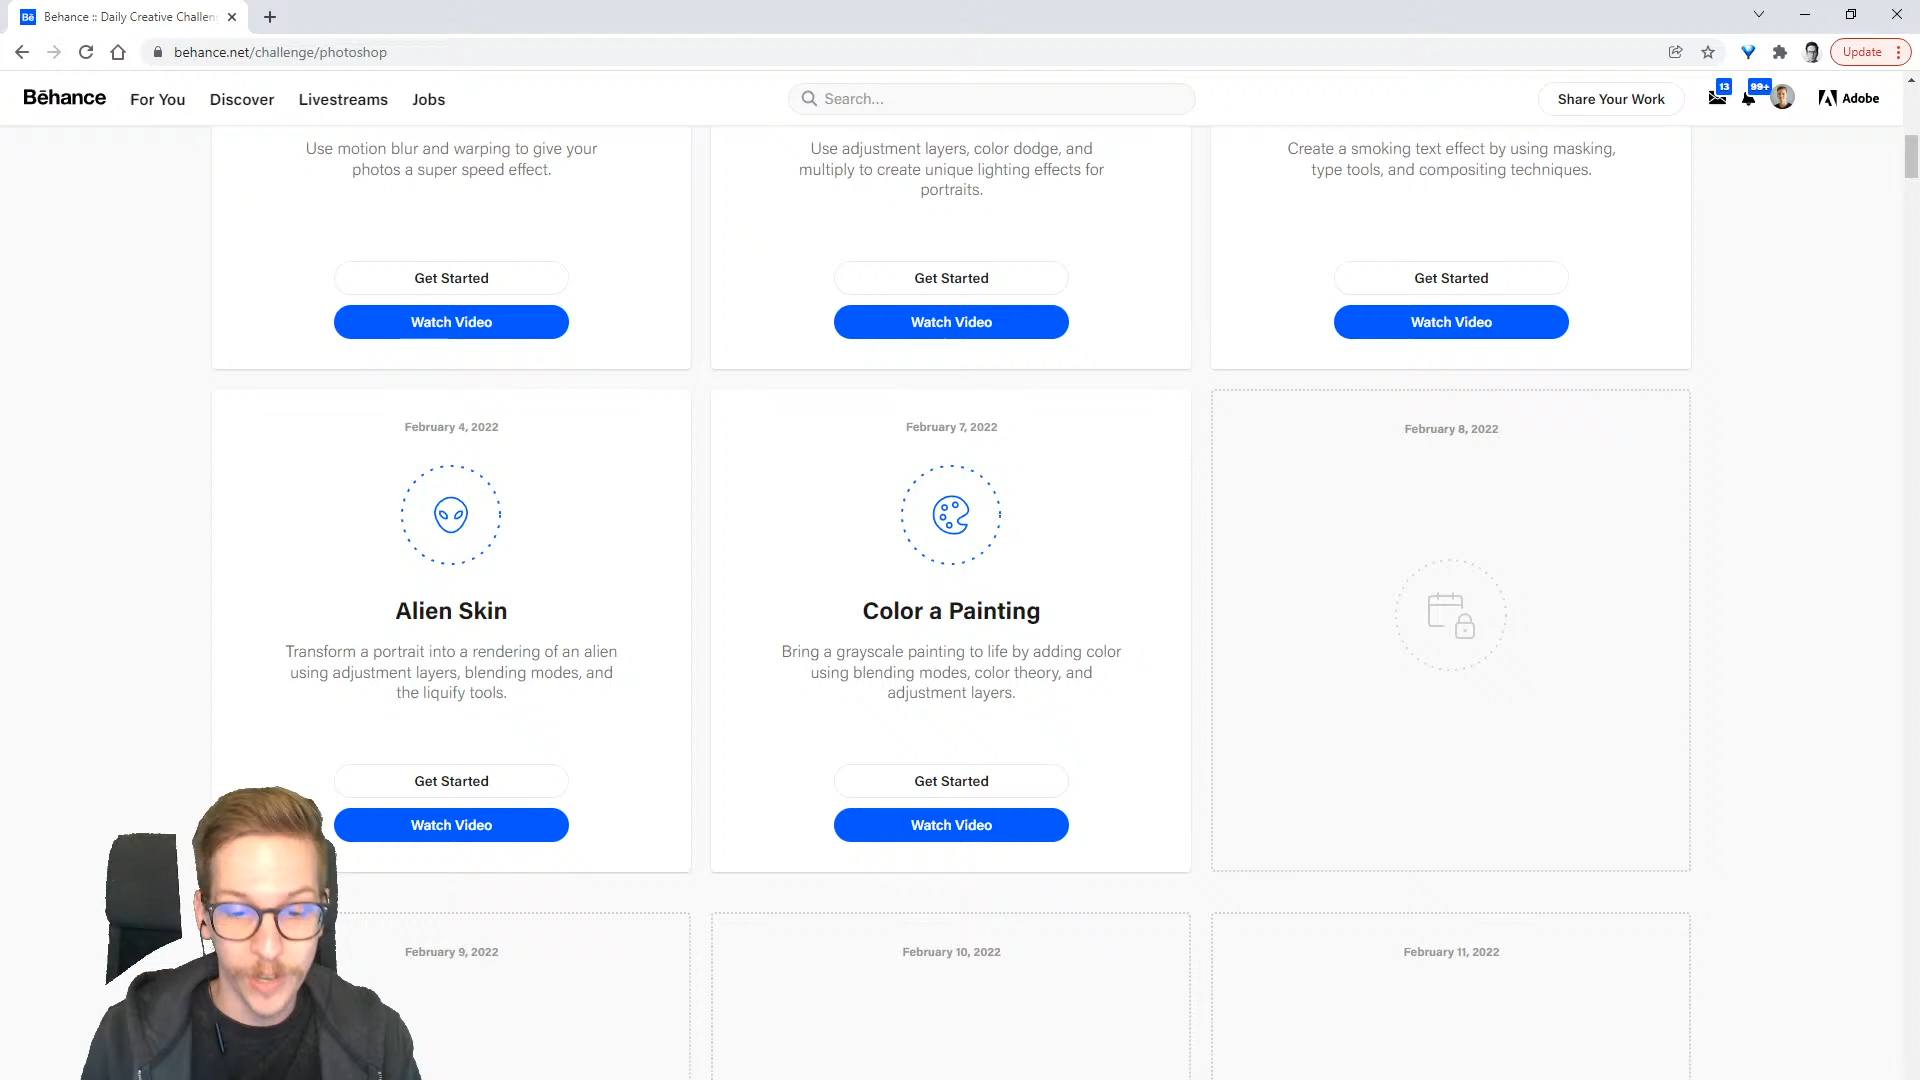 Bē
Behance :: Daily Creative Challen
behance.net/challenge/photoshop
Update
Bēhance
For You
Discover
Livestreams
Jobs
Search...
Share Your Work
13
99+
Adobe
Use motion blur and warping to give your
photos a super speed effect.
Get Started
Watch Video
Use adjustment layers, color dodge, and
multiply to create unique lighting effects for
portraits.
Get Started
Watch Video
Create a smoking text effect by using masking,
type tools, and compositing techniques.
Get Started
Watch Video
February 4, 2022
Alien Skin
Transform a portrait into a rendering of an alien
using adjustment layers, blending modes, and
the liquify tools.
Get Started
Watch Video
February 7, 2022
Color a Painting
Bring a grayscale painting to life by adding color
using blending modes, color theory, and
adjustment layers.
Get Started
Watch Video
February 8, 2022
February 9, 2022
February 10, 2022
February 11, 2022